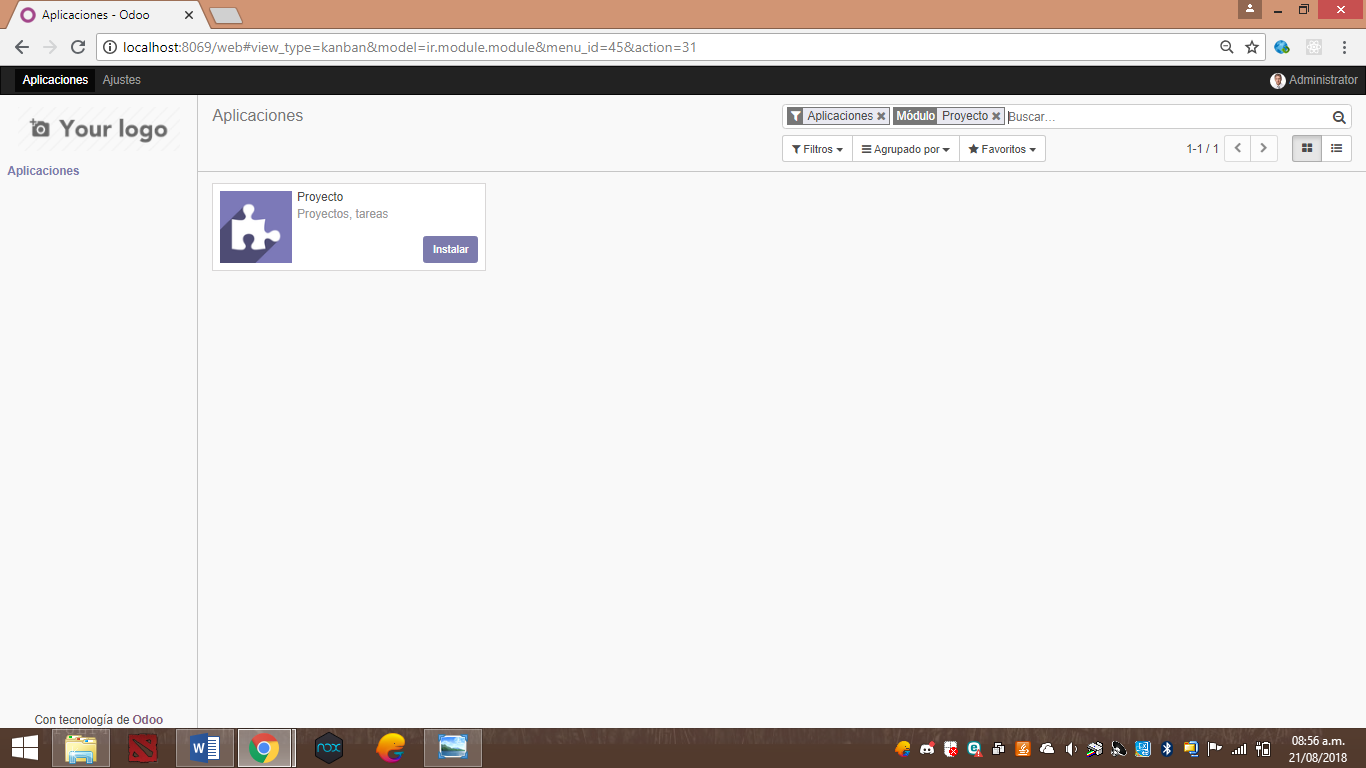 Aplicaciones - Odoo
localhost:8069/web#view_type=kanban&model=ir.module.module&menu_id=45&action=31
Aplicaciones Ajustes Administrator
Your logo
Aplicaciones
Aplicaciones
Aplicaciones Módulo Proyecto Buscar...
Filtros Agrupado por Favoritos 1-1 / 1
Proyecto
Proyectos, tareas
Instalar
Con tecnología de Odoo
nox
08:56 a.m.
21/08/2018